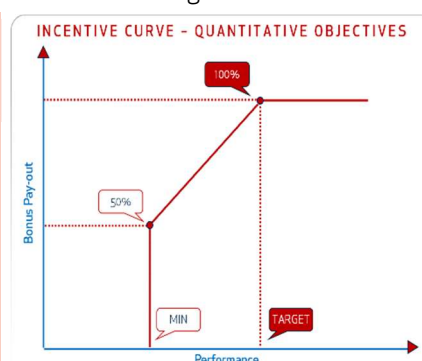 INCENTIVE CURVE – QUANTITATIVE OBJECTIVES
100%
50%
Bonus Pay-out
MIN
TARGET
Performance